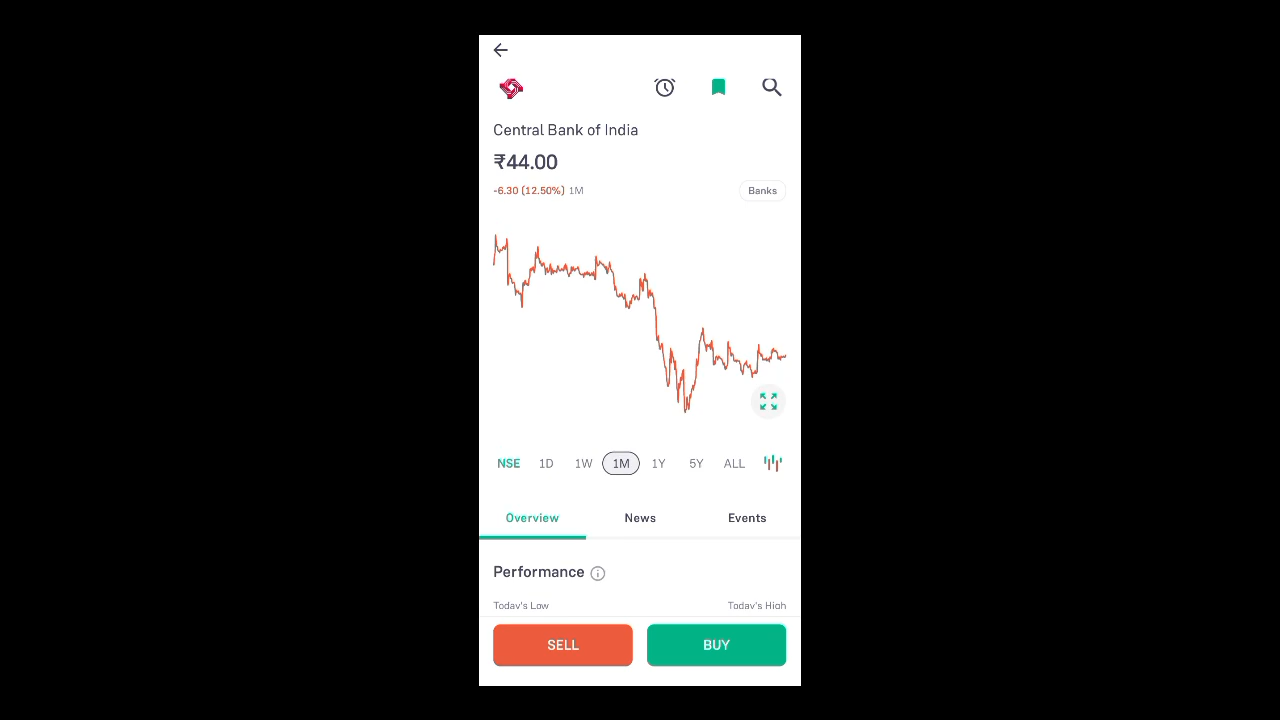 Central Bank of India
₹44.00
-6.30 (12.50%) 1M
Banks
NSE 1D 1W 1M 1Y 5Y ALL
Overview News Events
Performance
Today's Low Today's High
SELL BUY